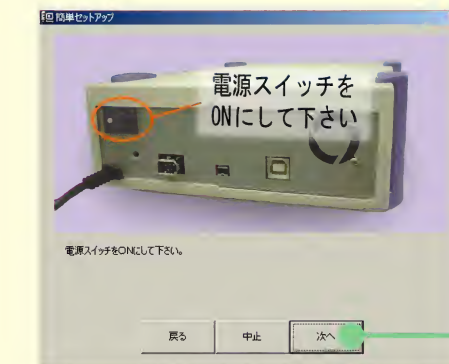 簡単セットアップ
電源スイッチを
ONにして下さい
電源スイッチをONにして下さい。
戻る
中止
次へ